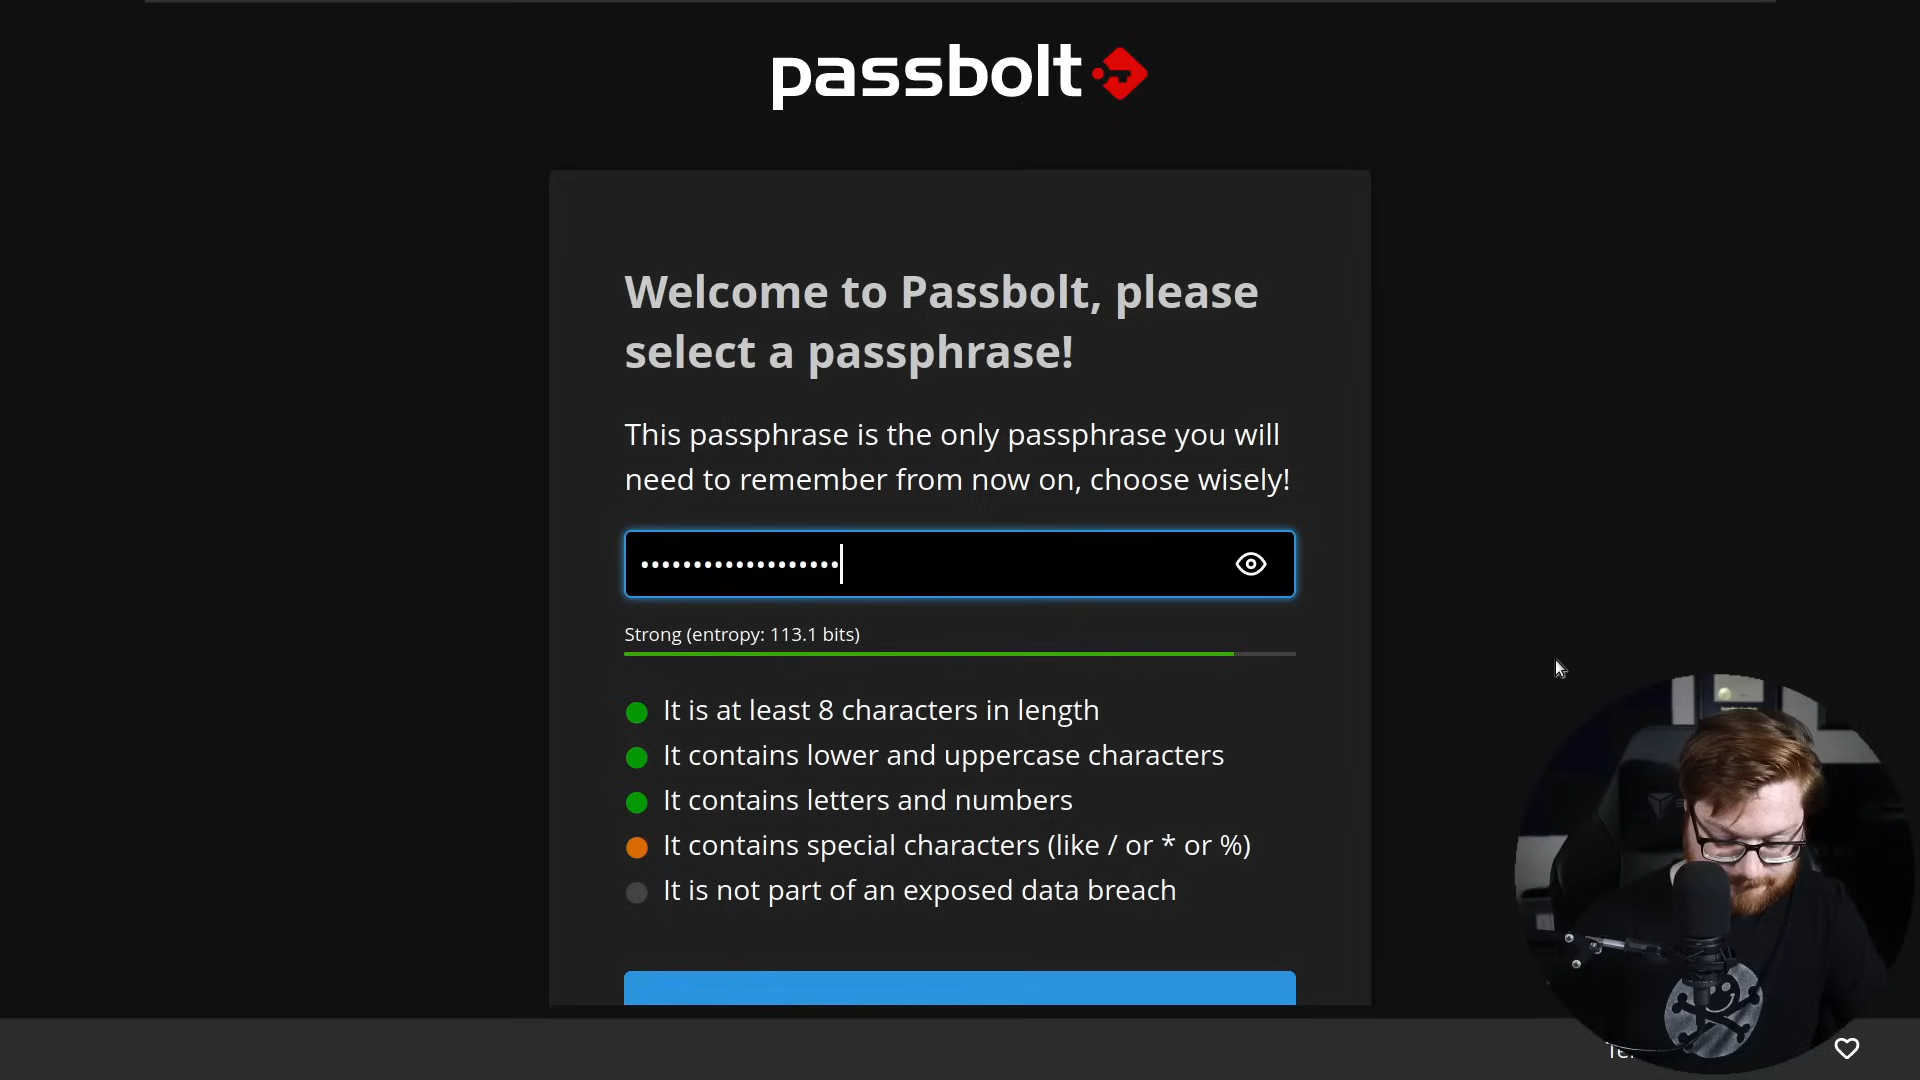 passbolt
Welcome to Passbolt, please
select a passphrase!
This passphrase is the only passphrase you will
need to remember from now on, choose wisely!
•••••••••••••••••••
Strong (entropy: 113.1 bits)
It is at least 8 characters in length
It contains lower and uppercase characters
It contains letters and numbers
It contains special characters (like / or * or %)
It is not part of an exposed data breach